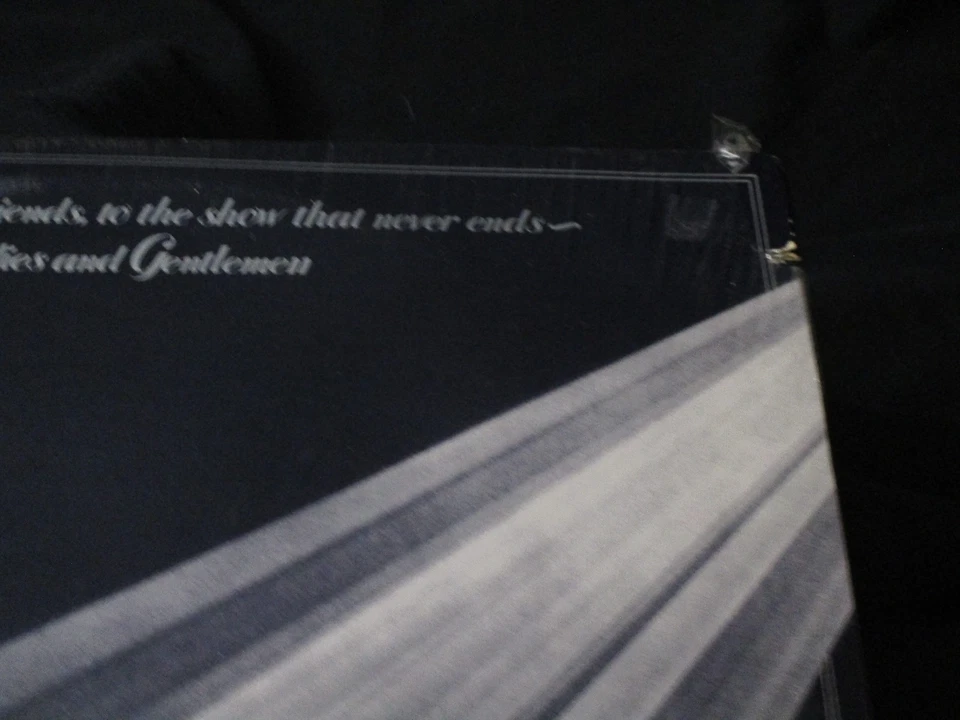 iends, to the show that never ends~
dies and Gentlemen